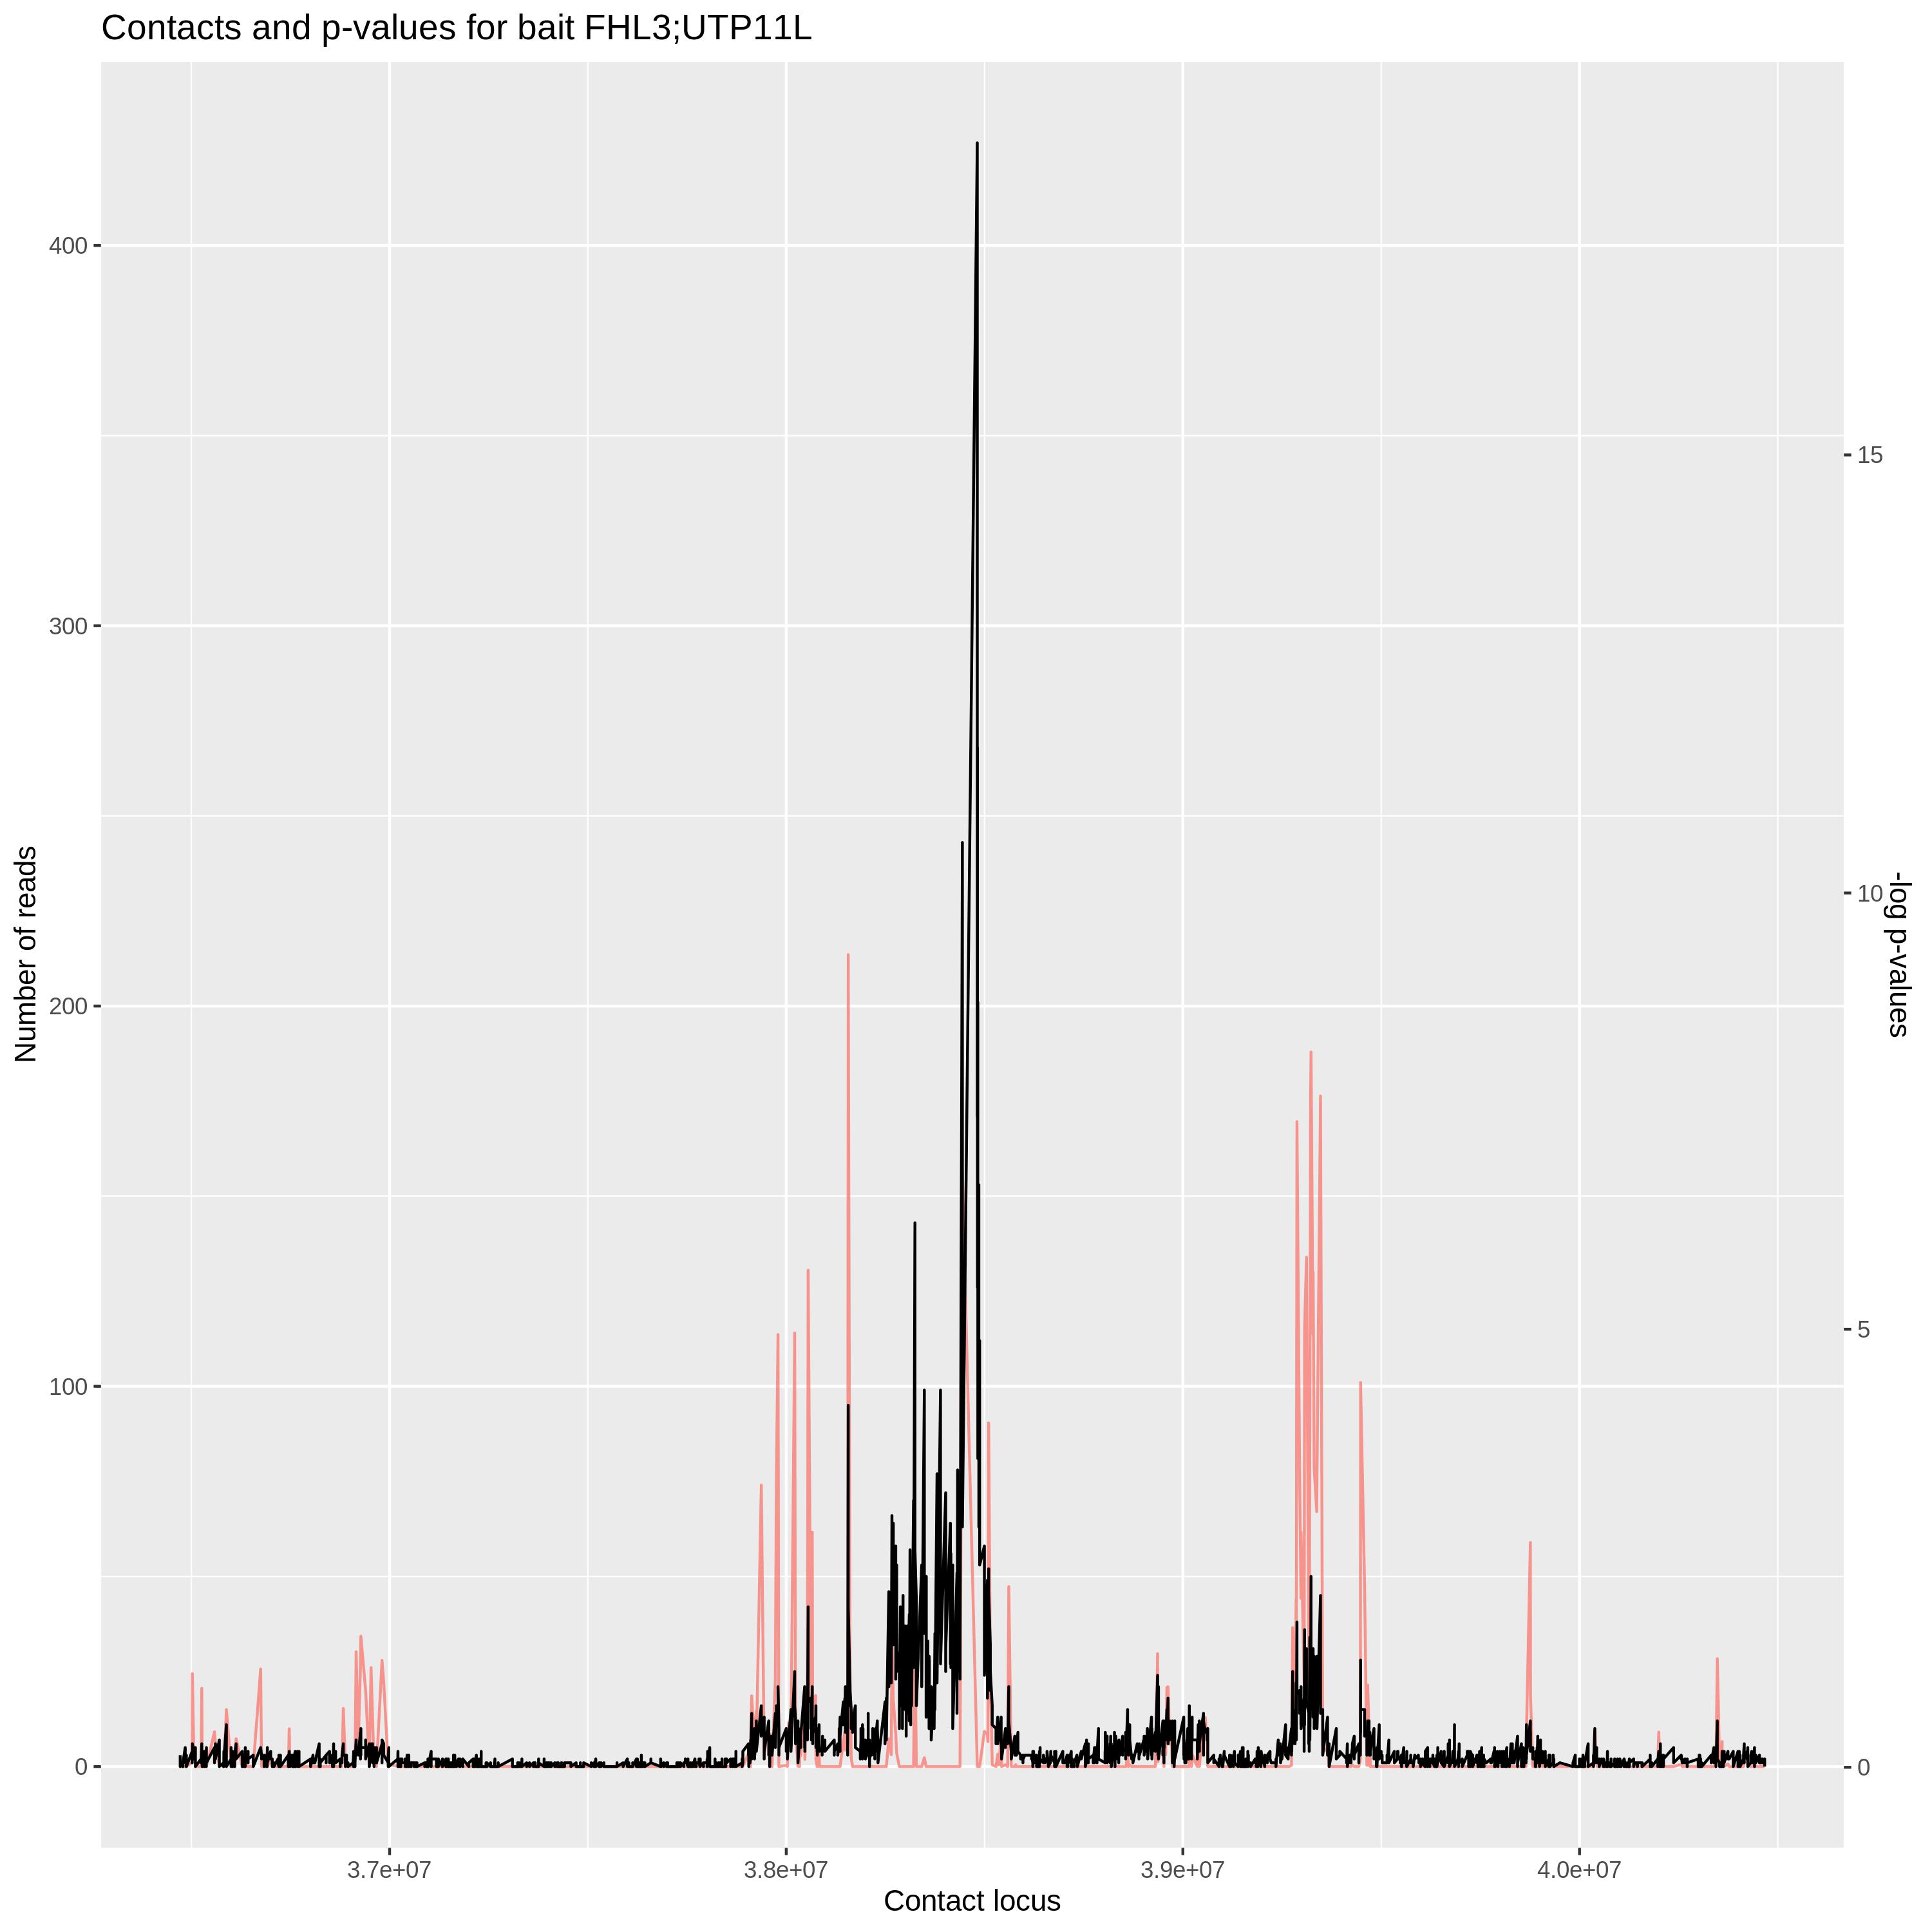 Contacts and p-values for bait FHL3;UTP11L
400
300
200
100
0
Number of reads
15
10
5
0
-log p-values
3.7e+07
3.8e+07
3.9e+07
4.0e+07
Contact locus